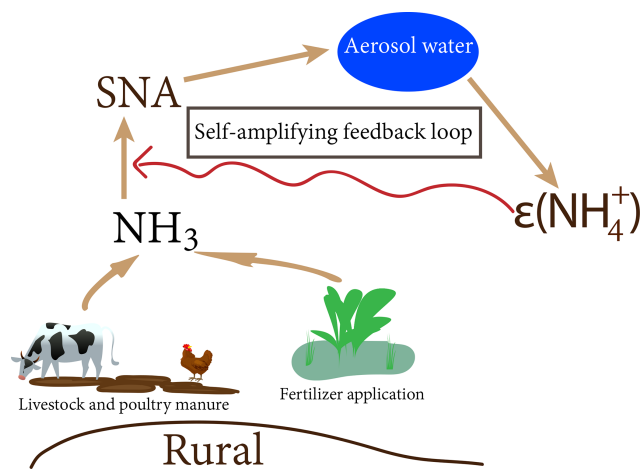 Aerosol water
SNA
Self-amplifying feedback loop
ε(NH₄⁺)
NH₃
Livestock and poultry manure
Fertilizer application
Rural